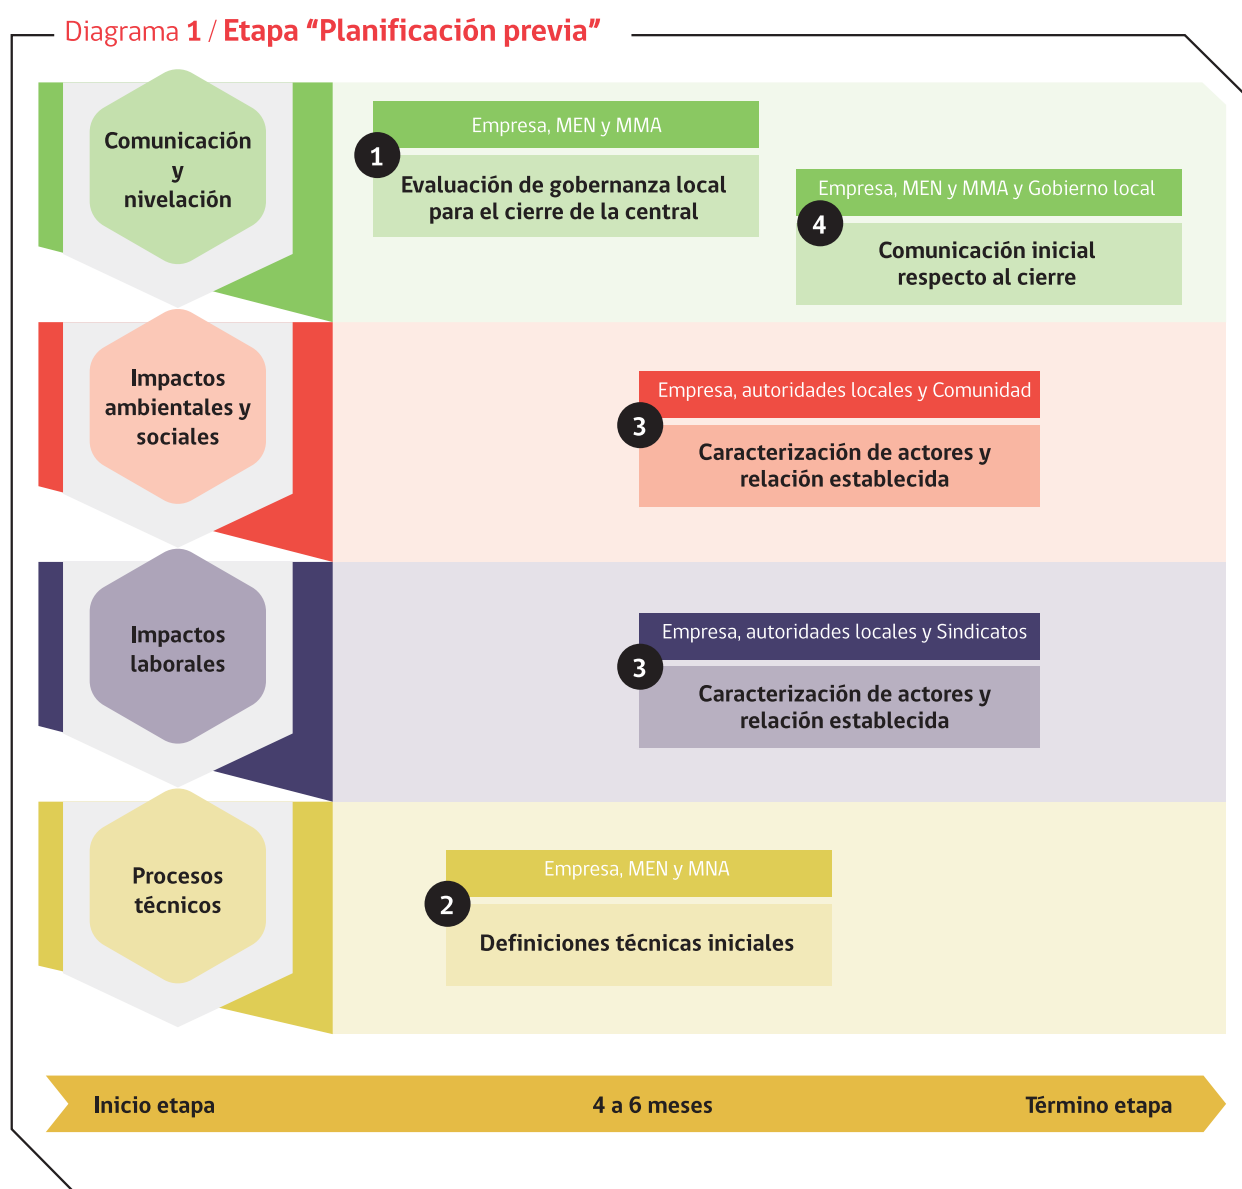 Diagrama 1 / Etapa “Planificación previa”
Comunicación
y
nivelación
Empresa, MEN y MMA
1
Evaluación de gobernanza local
para el cierre de la central
Empresa, MEN y MMA y Gobierno local
4
Comunicación inicial
respecto al cierre
Impactos
ambientales y
sociales
Empresa, autoridades locales y Comunidad
3
Caracterización de actores y
relación establecida
Impactos
laborales
Empresa, autoridades locales y Sindicatos
3
Caracterización de actores y
relación establecida
Procesos
técnicos
Empresa, MEN y MNA
2
Definiciones técnicas iniciales
Inicio etapa
4 a 6 meses
Término etapa